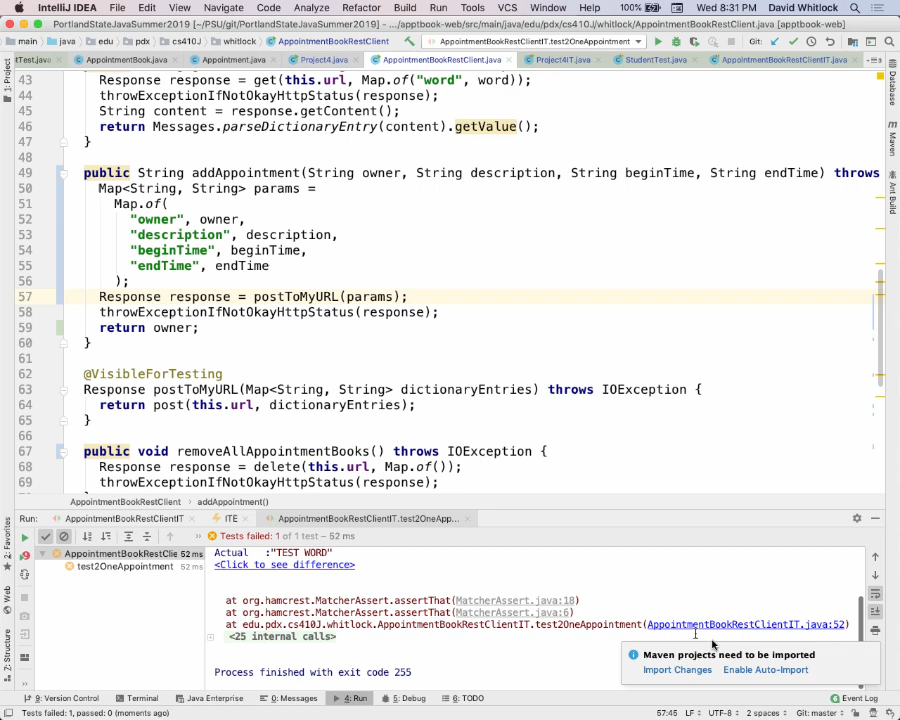 IntelliJ IDEA File Edit View Navigate Code Analyze Refactor Build Run Tools VCS Window Help 100% Wed 8:31 PM David Whitlock
PortlandStateJavaSummer2019 [~/PSU/git/PortlandStateJavaSummer2019] - .../apptbook-web/src/main/java/edu/pdx/cs410J/whitlock/AppointmentBookRestClient.java [apptbook-web]
main java edu pdx cs410J whitlock AppointmentBookRestClient AppointmentBookRestClientIT.test2OneAppointment Git:
tTest.java AppointmentBook.java Appointment.java Project4.java AppointmentBookRestClient.java Project4IT.java StudentTest.java AppointmentBookRestClientIT.java
43 Response response = get(this.url, Map.of("word", word));
44 throwExceptionIfNotOkayHttpStatus(response);
45 String content = response.getContent();
46 return Messages.parseDictionaryEntry(content).getValue();
47 }
48
49 public String addAppointment(String owner, String description, String beginTime, String endTime) throws
50 Map<String, String> params =
51 Map.of(
52 "owner", owner,
53 "description", description,
54 "beginTime", beginTime,
55 "endTime", endTime
56 );
57 Response response = postToMyURL(params);
58 throwExceptionIfNotOkayHttpStatus(response);
59 return owner;
60 }
61
62 @VisibleForTesting
63 Response postToMyURL(Map<String, String> dictionaryEntries) throws IOException {
64 return post(this.url, dictionaryEntries);
65 }
66
67 public void removeAllAppointmentBooks() throws IOException {
68 Response response = delete(this.url, Map.of());
69 throwExceptionIfNotOkayHttpStatus(response);
AppointmentBookRestClient addAppointment()
Run: AppointmentBookRestClientIT ITE AppointmentBookRestClientIT.test2OneApp...
Tests failed: 1 of 1 test – 52 ms
AppointmentBookRestClie 52 ms
test2OneAppointment 52 ms
Actual :"TEST WORD"
<Click to see difference>
at org.hamcrest.MatcherAssert.assertThat(MatcherAssert.java:18)
at org.hamcrest.MatcherAssert.assertThat(MatcherAssert.java:6)
at edu.pdx.cs410J.whitlock.AppointmentBookRestClientIT.test2OneAppointment(AppointmentBookRestClientIT.java:52)
<25 internal calls>
Process finished with exit code 255
Maven projects need to be imported
Import Changes Enable Auto-Import
1: Project
2: Favorites
Web
7: Structure
Database
Maven
Ant Build
9: Version Control Terminal Java Enterprise 0: Messages 4: Run 5: Debug 6: TODO Event Log
Tests failed: 1, passed: 0 (moments ago) 57:45 LF UTF-8 2 spaces Git: master